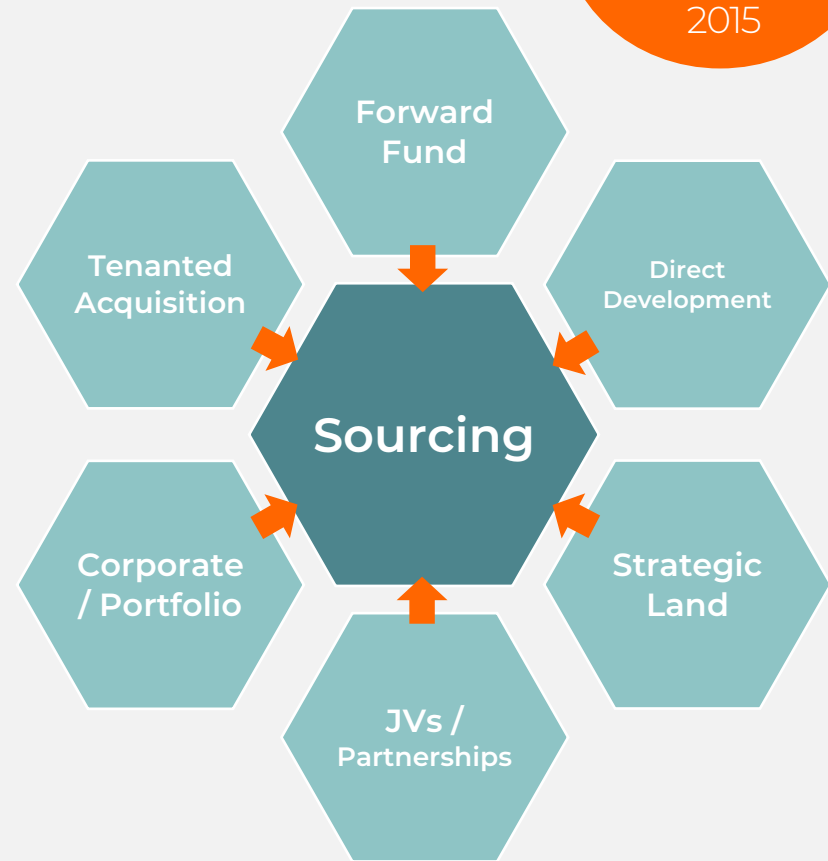 2015
Forward
Fund
Tenanted
Acquisition
Direct
Development
Sourcing
Corporate
/ Portfolio
Strategic
Land
JVs /
Partnerships